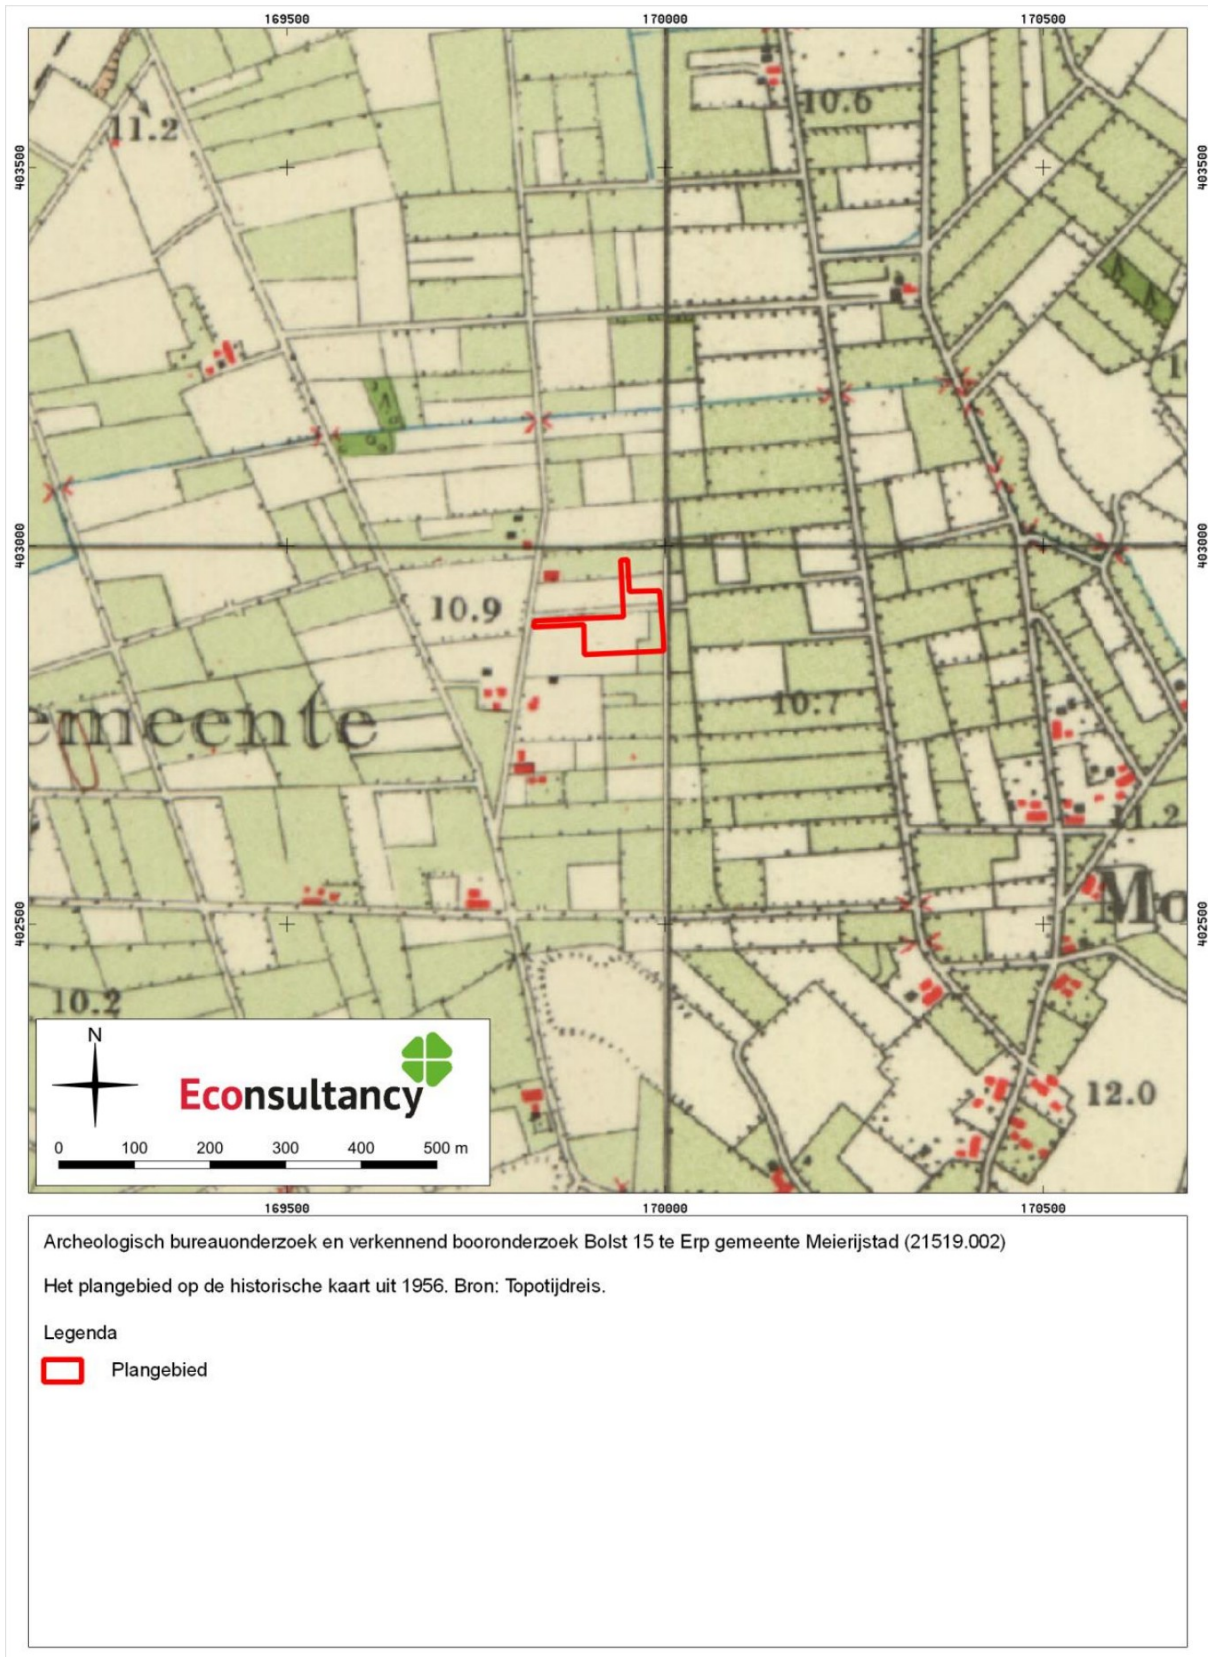 169500 170000 170500
10.6
11.2
403500 403500
403000 403000
10.9
10.7
emeente
1.2
Mo
402500 402500
10.2
N
Econsultancy
12.0
0 100 200 300 400 500 m
169500 170000 170500
Archeologisch bureauonderzoek en verkennend booronderzoek Bolst 15 te Erp gemeente Meierijstad (21519.002)
Het plangebied op de historische kaart uit 1956. Bron: Topotijdreis.
Legenda
Plangebied